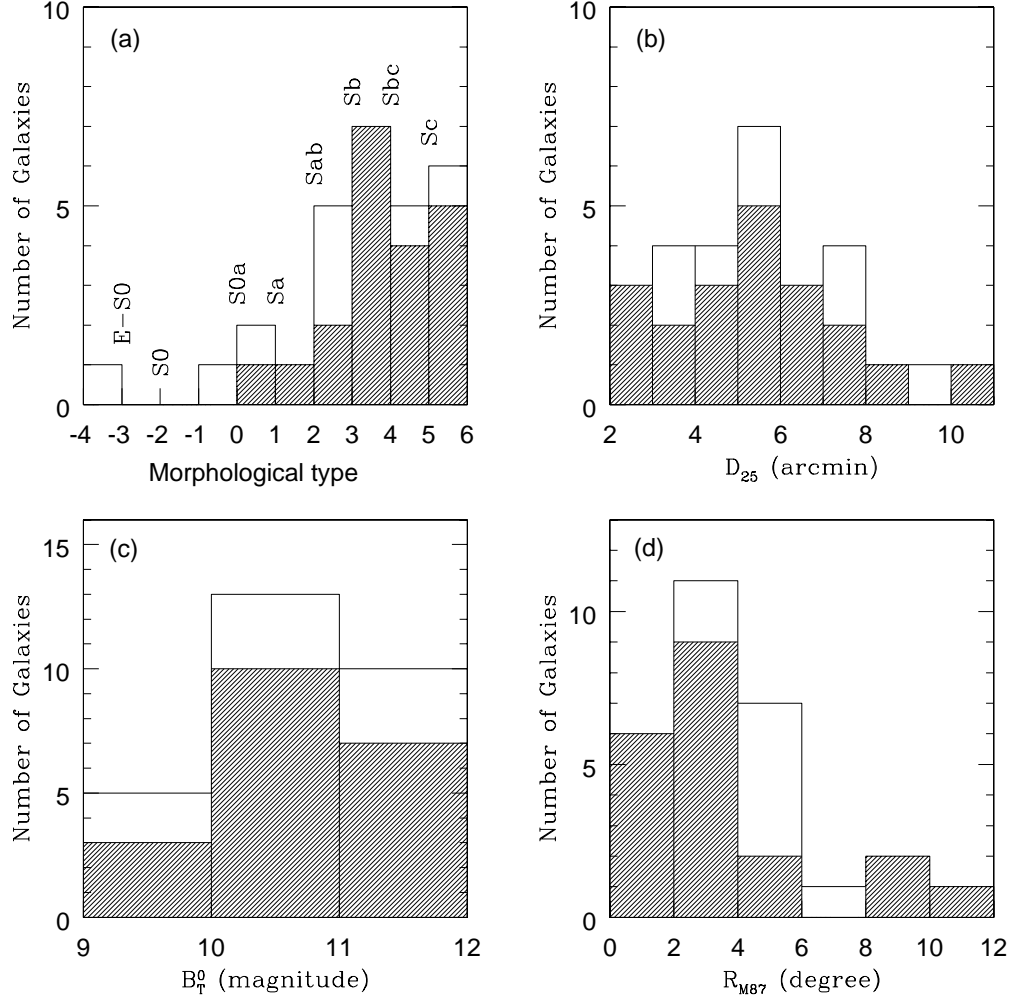 (a)
10
5
0
Number of Galaxies
E-S0
S0
S0a
Sa
Sab
Sb
Sbc
Sc
-4 -3 -2 -1 0 1 2 3 4 5 6
Morphological type
(b)
10
5
0
Number of Galaxies
2 4 6 8 10
D25 (arcmin)
(c)
15
10
5
0
Number of Galaxies
9 10 11 12
B0T (magnitude)
(d)
10
5
0
Number of Galaxies
0 2 4 6 8 10 12
RM87 (degree)